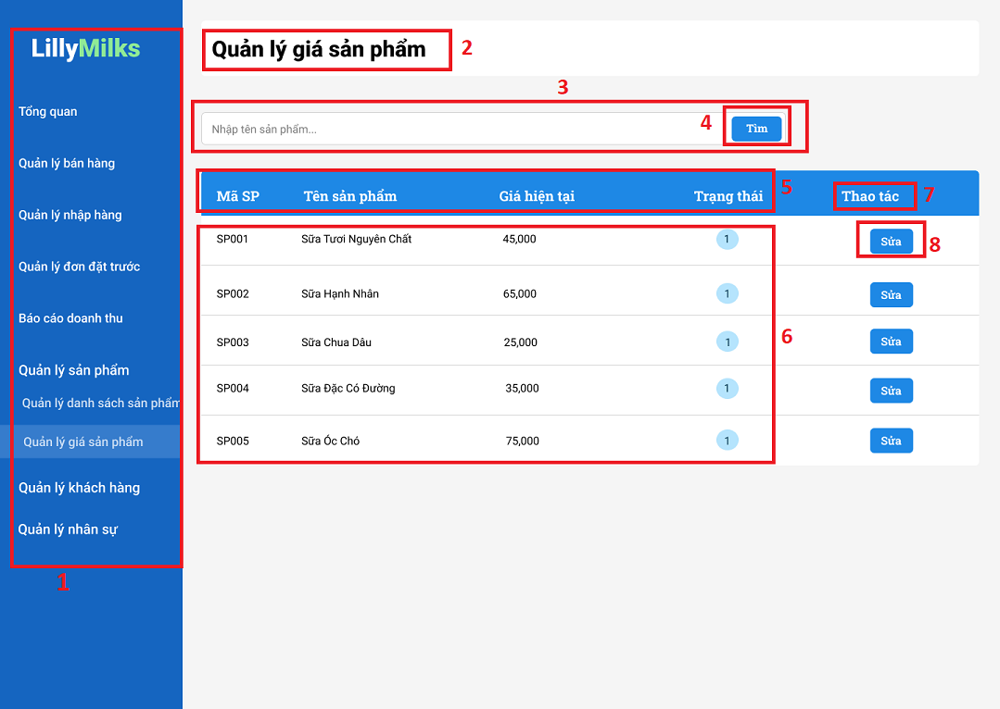 LillyMilks
Tổng quan
Quản lý bán hàng
Quản lý nhập hàng
Quản lý đơn đặt trước
Báo cáo doanh thu
Quản lý sản phẩm
Quản lý danh sách sản phẩm
Quản lý giá sản phẩm
Quản lý khách hàng
Quản lý nhân sự
1
Quản lý giá sản phẩm 2
3
Nhập tên sản phẩm... 4 Tìm
Mã SP Tên sản phẩm Giá hiện tại Trạng thái 5 Thao tác 7
SP001 Sữa Tươi Nguyên Chất 45,000 1 Sửa 8
SP002 Sữa Hạnh Nhân 65,000 1 Sửa
SP003 Sữa Chua Dâu 25,000 1 6 Sửa
SP004 Sữa Đặc Có Đường 35,000 1 Sửa
SP005 Sữa Óc Chó 75,000 1 Sửa